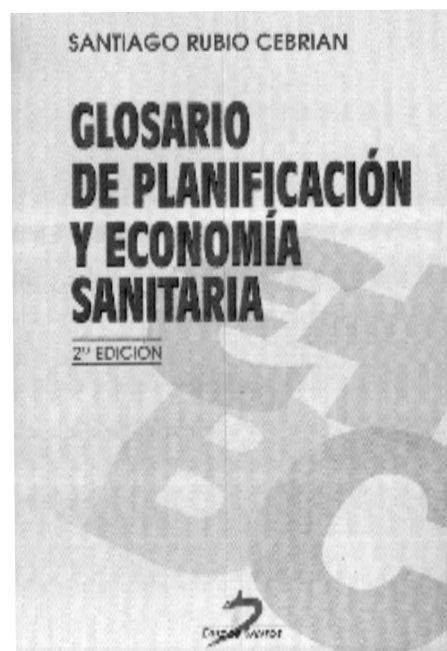 SANTIAGO RUBIO CEBRIAN
GLOSARIO
DE PLANIFICACIÓN
Y ECONOMÍA
SANITARIA
2ª EDICION